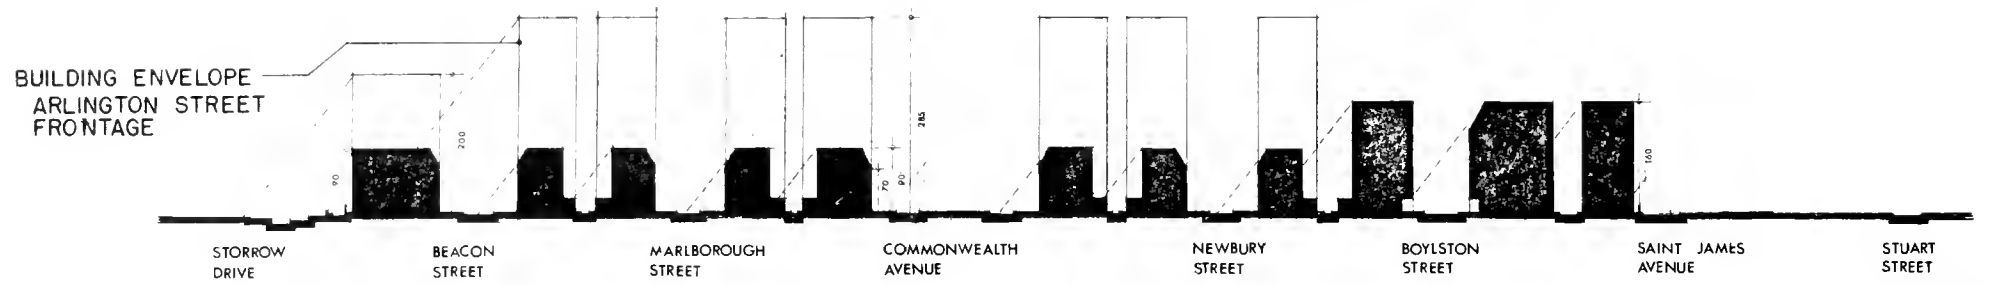 BUILDING ENVELOPE
ARLINGTON STREET
FRONTAGE
90
200
70
90
285
160
STORROW
DRIVE
BEACON
STREET
MARLBOROUGH
STREET
COMMONWEALTH
AVENUE
NEWBURY
STREET
BOYLSTON
STREET
SAINT JAMES
AVENUE
STUART
STREET